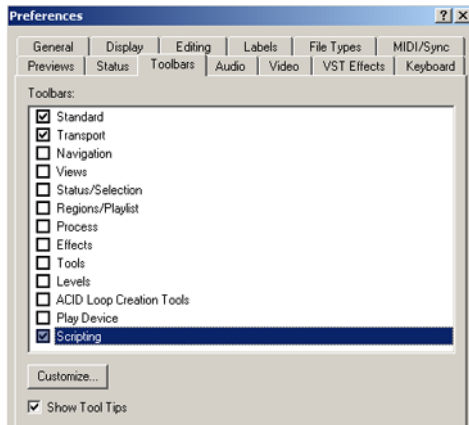 Preferences
General Display Editing Labels File Types MIDI/Sync
Previews Status Toolbars Audio Video VST Effects Keyboard
Toolbars:
Standard
Transport
Navigation
Views
Status/Selection
Regions/Playlist
Process
Effects
Tools
Levels
ACID Loop Creation Tools
Play Device
Scripting
Customize...
Show Tool Tips